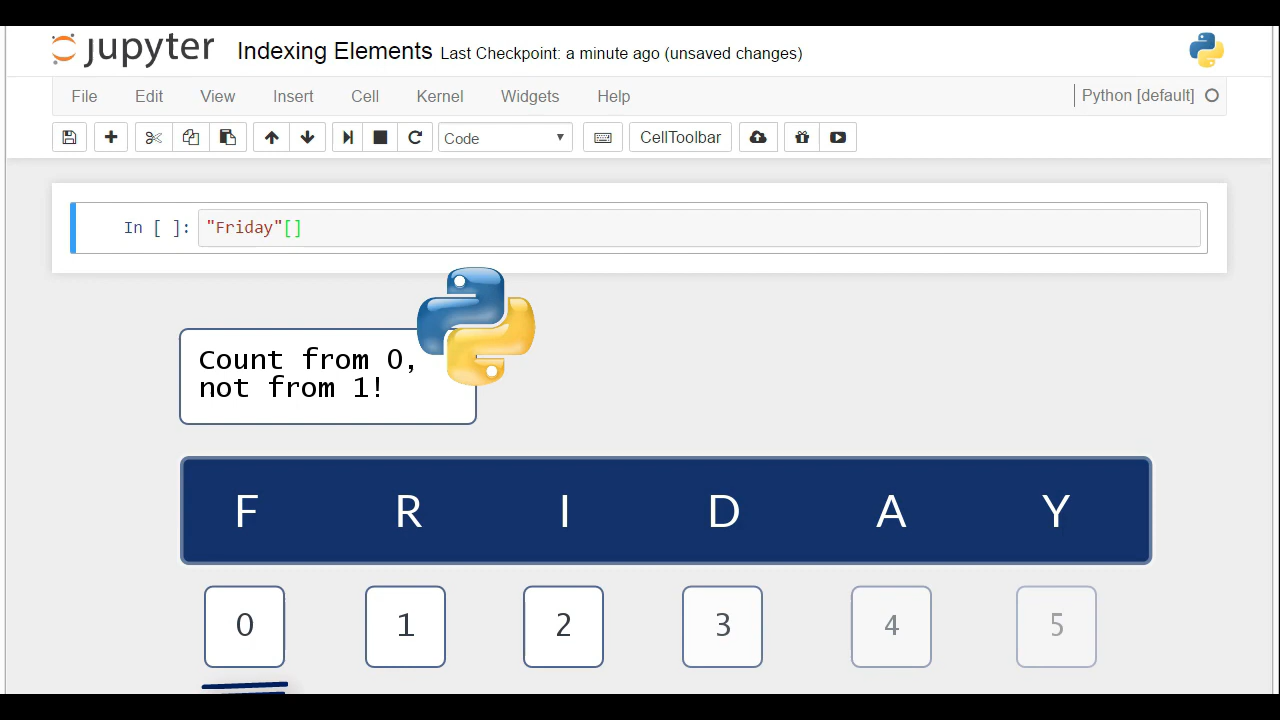 jupyter Indexing Elements Last Checkpoint: a minute ago (unsaved changes)
File Edit View Insert Cell Kernel Widgets Help Python [default]
Code CellToolbar
In [ ]: "Friday"[]
Count from 0,
not from 1!
F R I D A Y
0 1 2 3 4 5